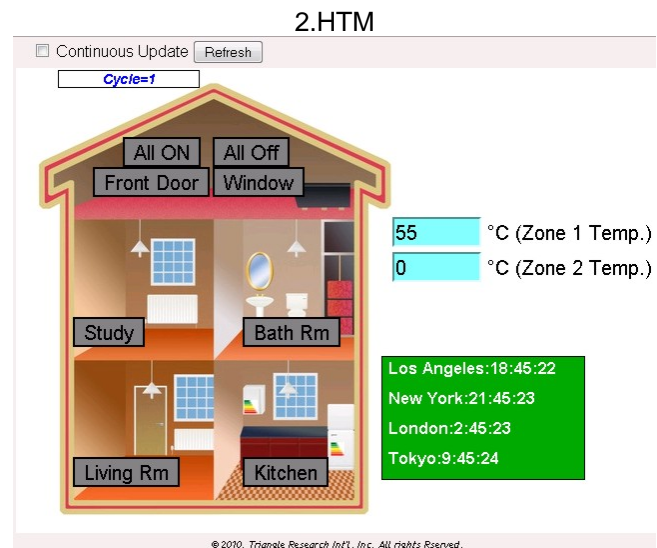 2.HTM
Continuous Update Refresh
Cycle=1
All ON All Off
Front Door Window
55 °C (Zone 1 Temp.)
0 °C (Zone 2 Temp.)
Study Bath Rm
Los Angeles:18:45:22
New York:21:45:23
London:2:45:23
Tokyo:9:45:24
Living Rm Kitchen
© 2010, Triangle Research Int'l, Inc. All rights Rserved.